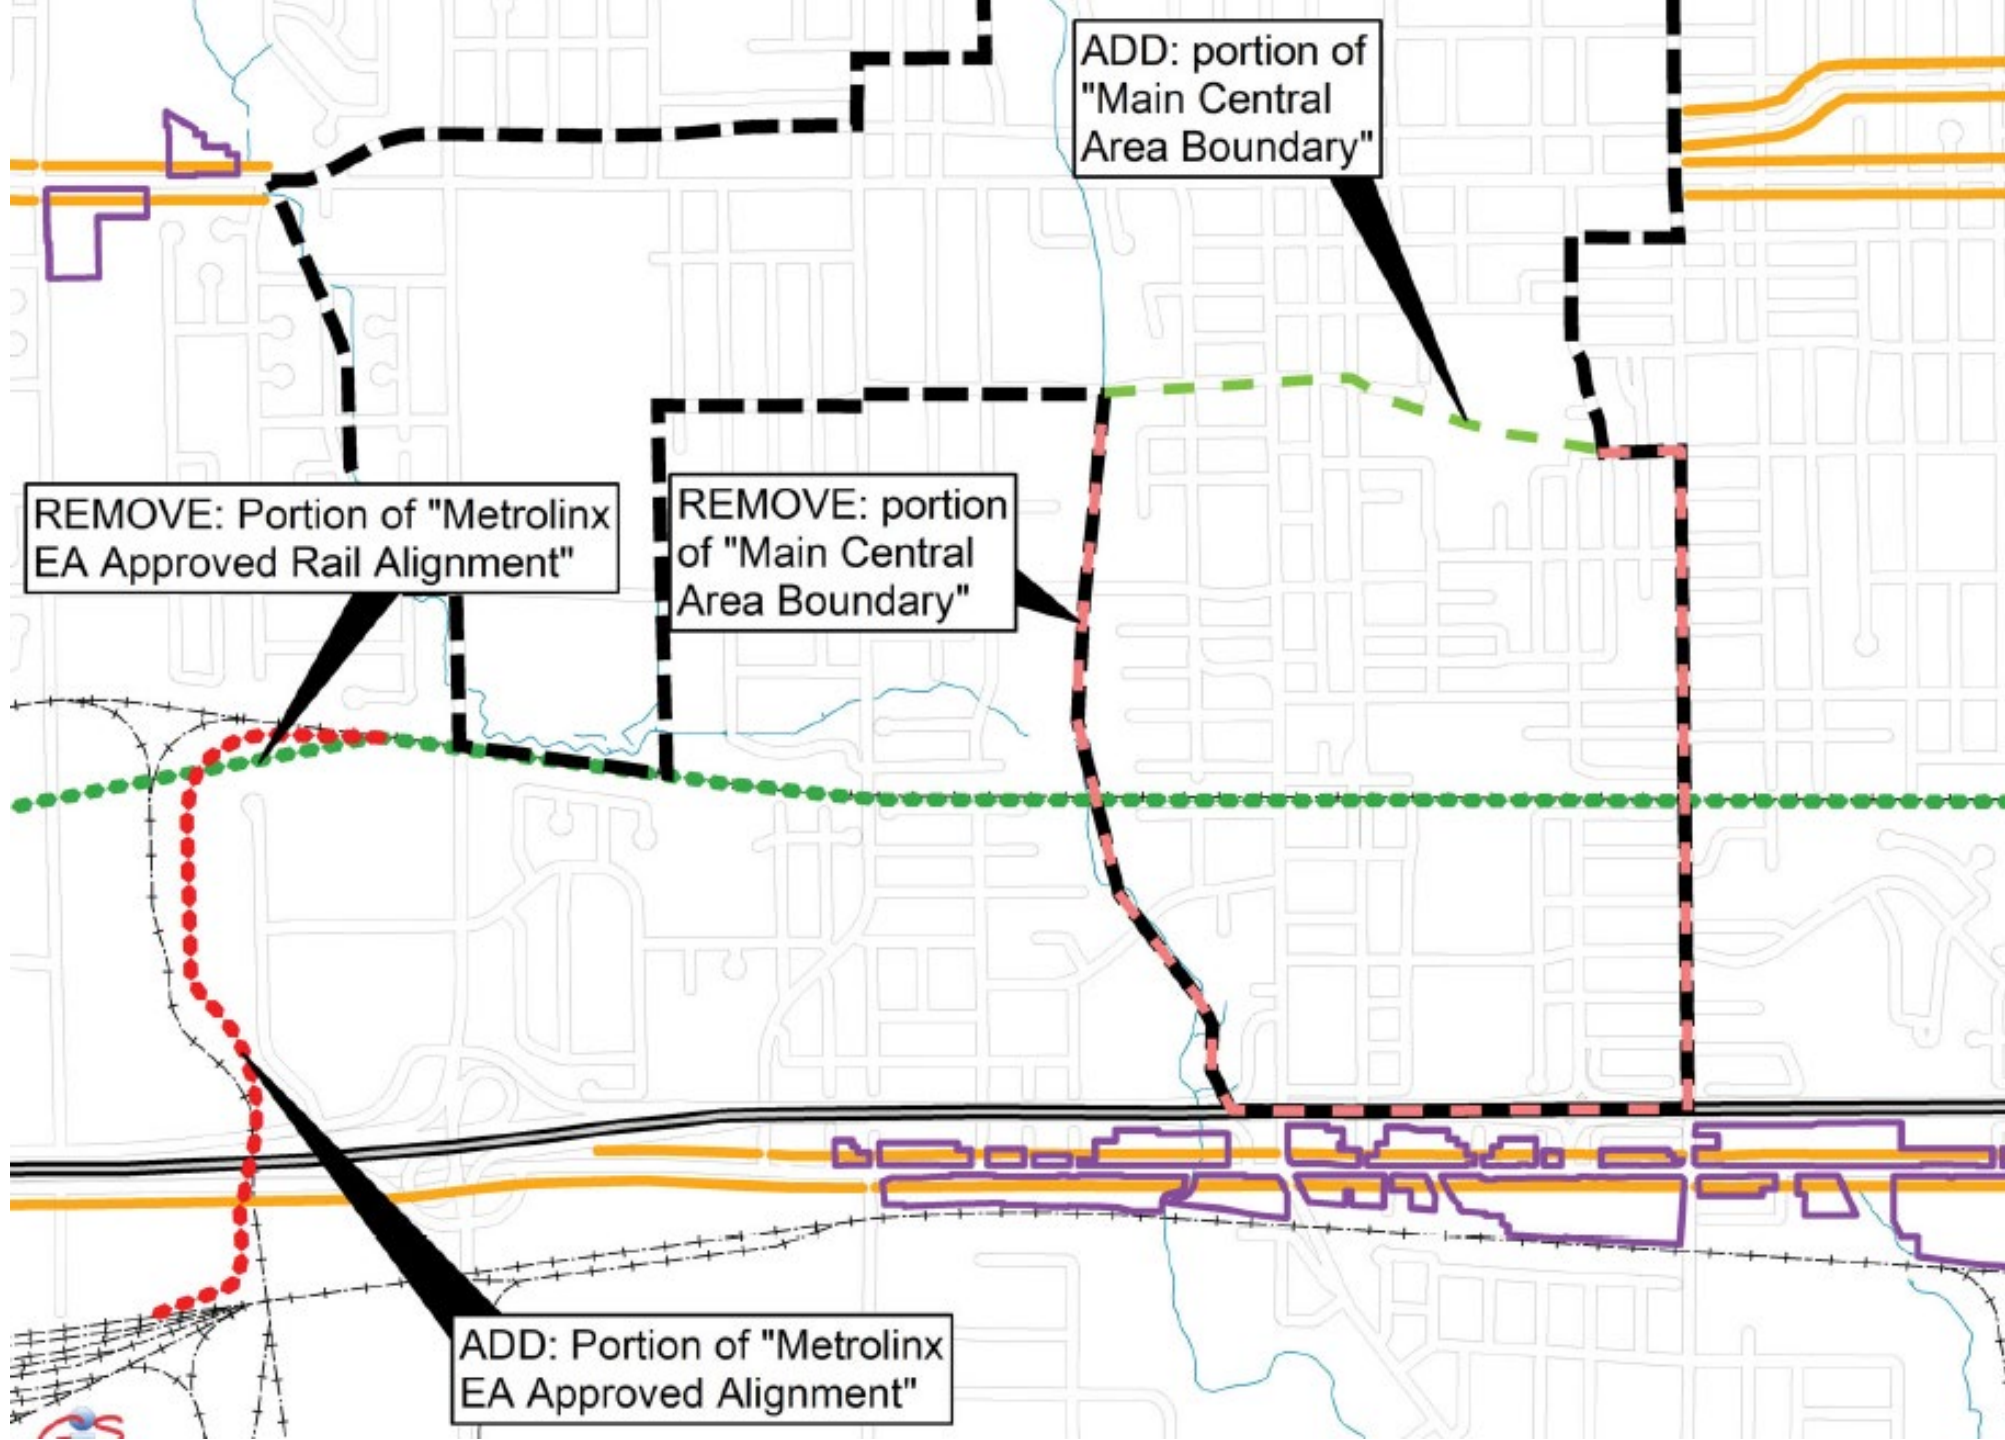 ADD: portion of
"Main Central
Area Boundary"
REMOVE: Portion of "Metrolinx
EA Approved Rail Alignment"
REMOVE: portion
of "Main Central
Area Boundary"
ADD: Portion of "Metrolinx
EA Approved Alignment"